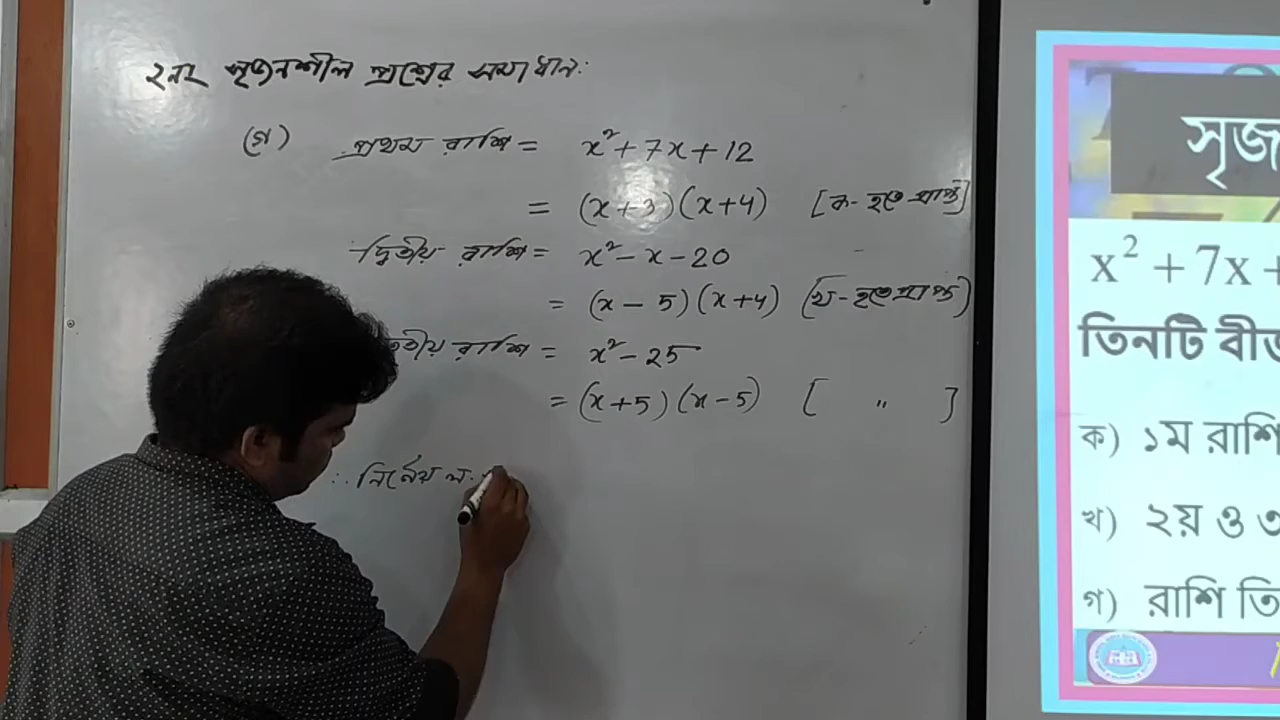 ২নং সৃজনশীল প্রশ্নের সমাধান:
(গ) প্রথম রাশি = x² + 7x + 12
= (x+3)(x+4) [ক-হতে প্রাপ্ত]
দ্বিতীয় রাশি = x² - x - 20
= (x - 5)(x+4) [খ-হতে প্রাপ্ত]
তীয় রাশি = x² - 25
= (x+5)(x-5) [ " ]
∴ নির্ণেয় ল.
সৃজ
x² + 7x +
তিনটি বীজ
ক) ১ম রাশি
খ) ২য় ও ৩
গ) রাশি তি